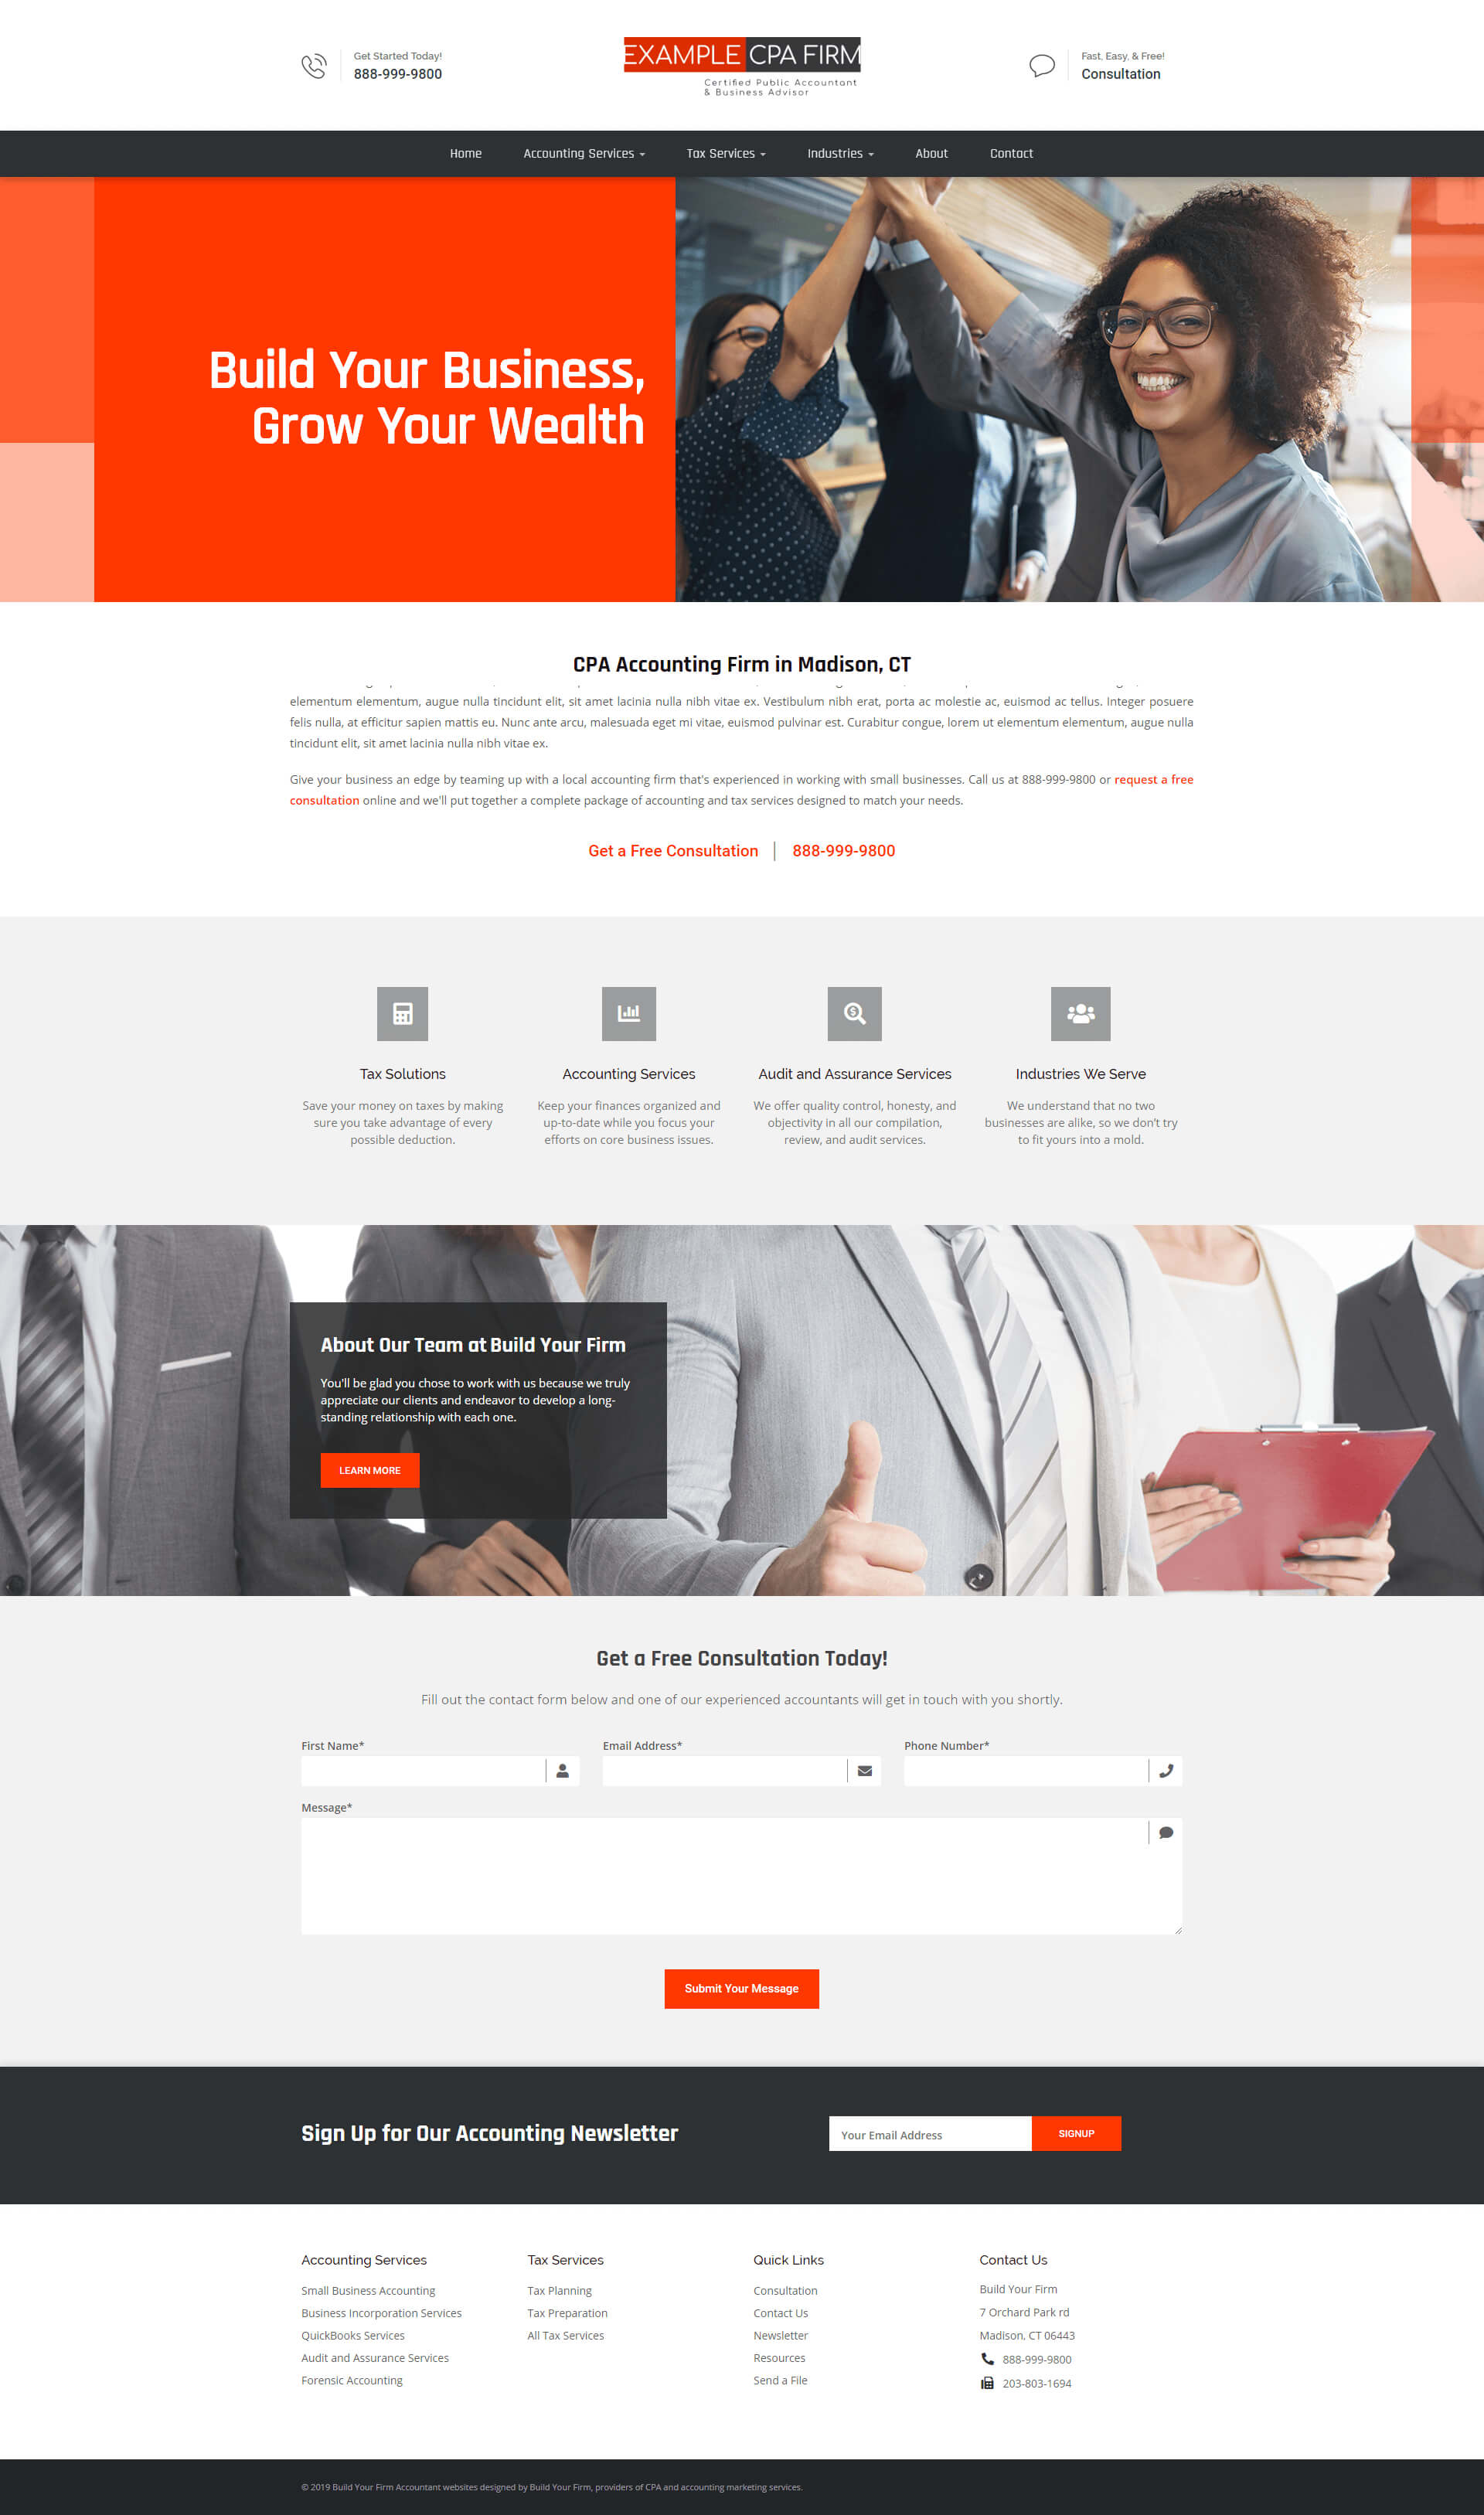 Get Started Today!
888-999-9800
EXAMPLE CPA FIRM
Certified Public Accountant
& Business Advisor
Fast, Easy, & Free!
Consultation
Home Accounting Services Tax Services Industries About Contact
Build Your Business,
Grow Your Wealth
CPA Accounting Firm in Madison, CT
elementum elementum, augue nulla tincidunt elit, sit amet lacinia nulla nibh vitae ex. Vestibulum nibh erat, porta ac molestie ac, euismod ac tellus. Integer posuere
felis nulla, at efficitur sapien mattis eu. Nunc ante arcu, malesuada eget mi vitae, euismod pulvinar est. Curabitur congue, lorem ut elementum elementum, augue nulla
tincidunt elit, sit amet lacinia nulla nibh vitae ex.
Give your business an edge by teaming up with a local accounting firm that's experienced in working with small businesses. Call us at 888-999-9800 or request a free
consultation online and we'll put together a complete package of accounting and tax services designed to match your needs.
Get a Free Consultation | 888-999-9800
Tax Solutions
Save your money on taxes by making
sure you take advantage of every
possible deduction.
Accounting Services
Keep your finances organized and
up-to-date while you focus your
efforts on core business issues.
Audit and Assurance Services
We offer quality control, honesty, and
objectivity in all our compilation,
review, and audit services.
Industries We Serve
We understand that no two
businesses are alike, so we don't try
to fit yours into a mold.
About Our Team at Build Your Firm
You'll be glad you chose to work with us because we truly
appreciate our clients and endeavor to develop a long-
standing relationship with each one.
LEARN MORE
Get a Free Consultation Today!
Fill out the contact form below and one of our experienced accountants will get in touch with you shortly.
First Name*
Email Address*
Phone Number*
Message*
Submit Your Message
Sign Up for Our Accounting Newsletter
Your Email Address
SIGNUP
Accounting Services
Small Business Accounting
Business Incorporation Services
QuickBooks Services
Audit and Assurance Services
Forensic Accounting
Tax Services
Tax Planning
Tax Preparation
All Tax Services
Quick Links
Consultation
Contact Us
Newsletter
Resources
Send a File
Contact Us
Build Your Firm
7 Orchard Park rd
Madison, CT 06443
888-999-9800
203-803-1694
© 2019 Build Your Firm Accountant websites designed by Build Your Firm, providers of CPA and accounting marketing services.